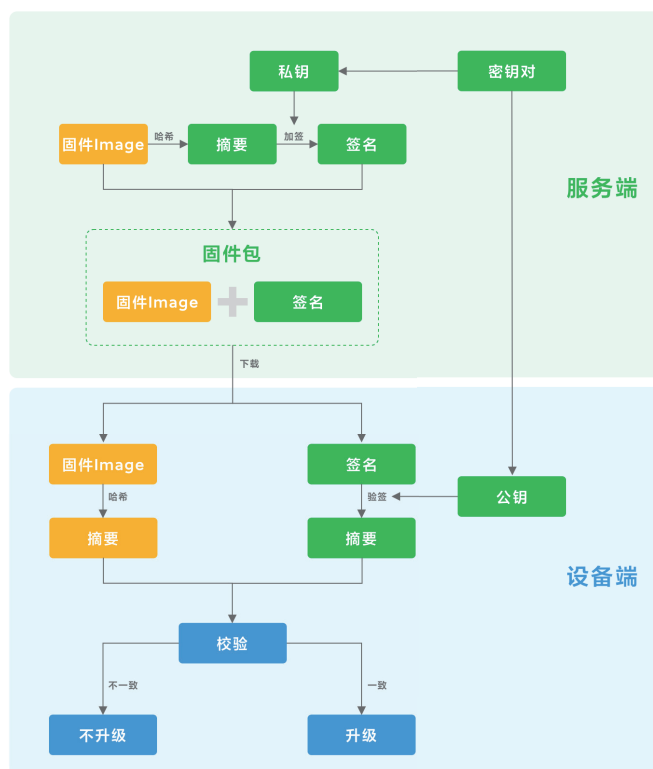 私钥
密钥对
固件Image
哈希
摘要
加签
签名
服务端
固件包
固件Image
签名
下载
固件Image
签名
哈希
验签
公钥
摘要
摘要
设备端
校验
不一致
一致
不升级
升级